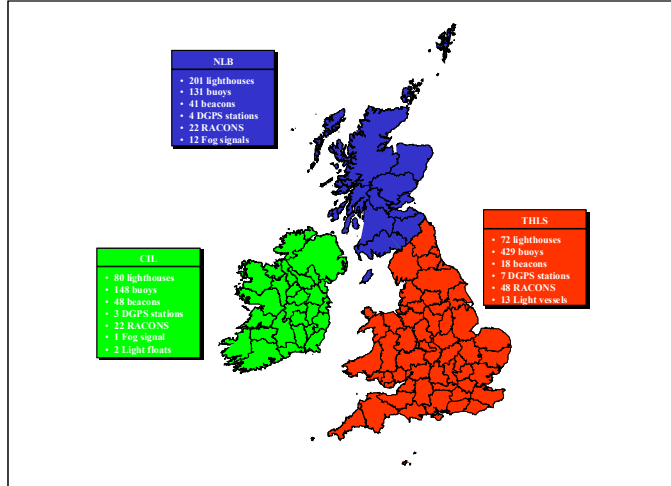 NLB
• 201 lighthouses
• 131 buoys
• 41 beacons
• 4 DGPS stations
• 22 RACONS
• 12 Fog signals
THLS
• 72 lighthouses
• 429 buoys
• 18 beacons
• 7 DGPS stations
• 48 RACONS
• 13 Light vessels
CIL
• 80 lighthouses
• 148 buoys
• 48 beacons
• 3 DGPS stations
• 22 RACONS
• 1 Fog signal
• 2 Light floats